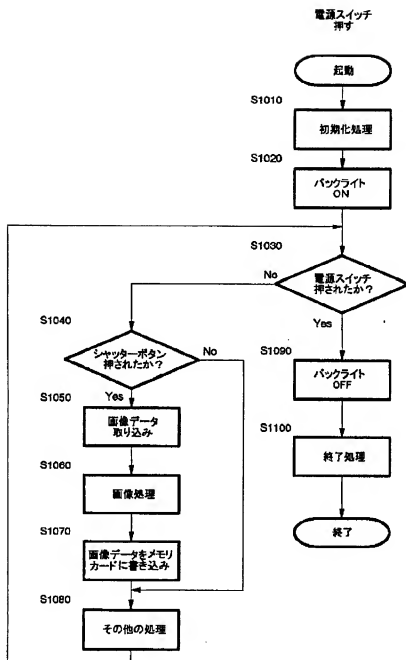 電源スイッチ
押す
起動
S1010
初期化処理
S1020
バックライト
ON
S1030
電源スイッチ
押されたか?
No
Yes
S1040
シャッターボタン
押されたか?
No
Yes
S1050
画像データ
取り込み
S1060
画像処理
S1070
画像データをメモリ
カードに書き込み
S1080
その他の処理
S1090
バックライト
OFF
S1100
終了処理
終了